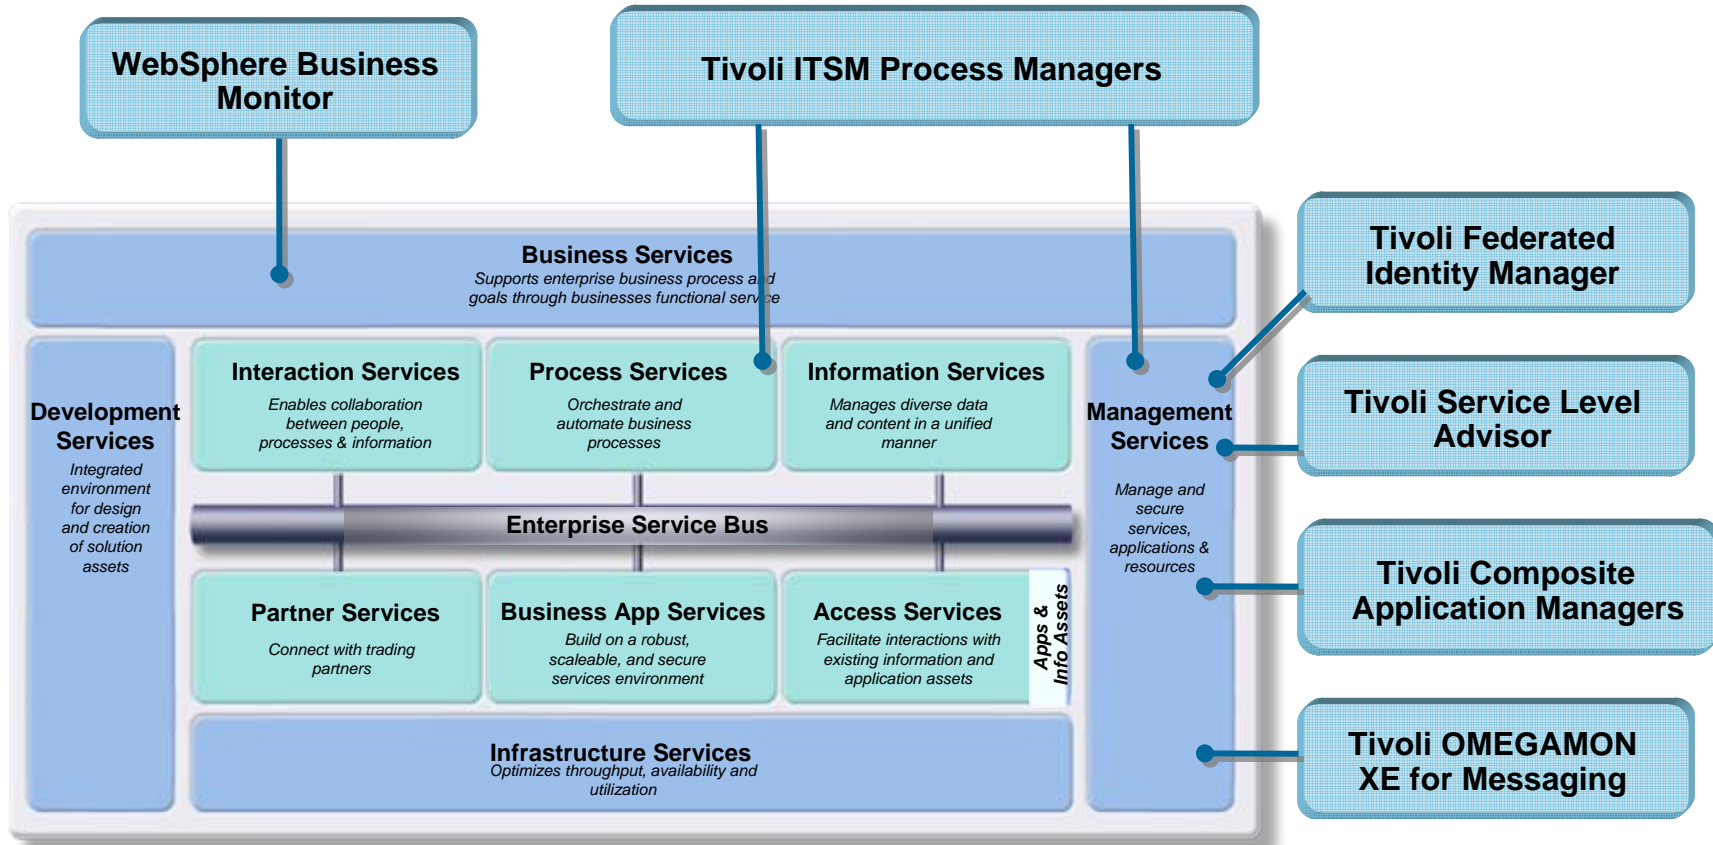 WebSphere Business
Monitor
Tivoli ITSM Process Managers
Business Services
Supports enterprise business process and
goals through businesses functional service
Tivoli Federated
Identity Manager
Development
Services
Integrated
environment
for design
and creation
of solution
assets
Interaction Services
Enables collaboration
between people,
processes & information
Process Services
Orchestrate and
automate business
processes
Information Services
Manages diverse data
and content in a unified
manner
Management
Services
Manage and
secure
services,
applications &
resources
Tivoli Service Level
Advisor
Enterprise Service Bus
Tivoli Composite
Application Managers
Partner Services
Connect with trading
partners
Business App Services
Build on a robust,
scaleable, and secure
services environment
Access Services
Facilitate interactions with
existing information and
application assets
Apps &
Info Assets
Infrastructure Services
Optimizes throughput, availability and
utilization
Tivoli OMEGAMON
XE for Messaging